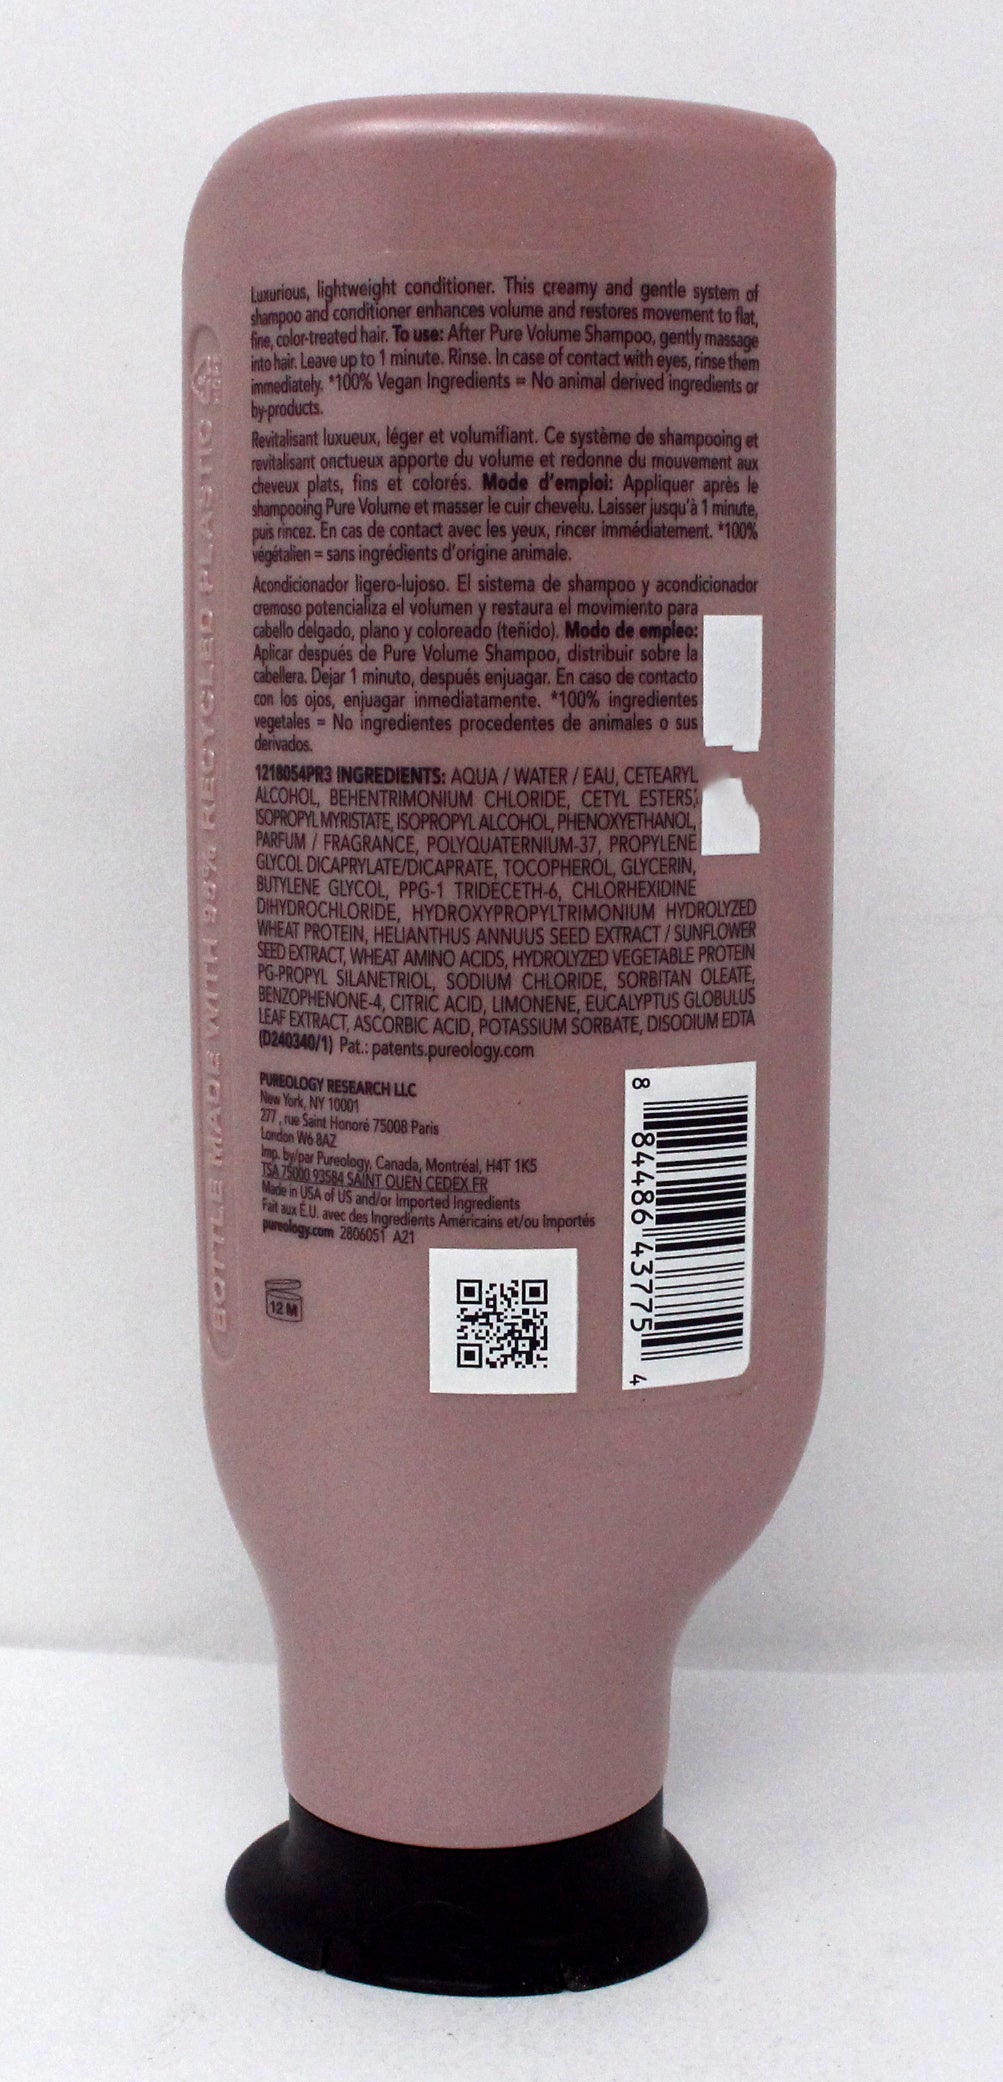 Luxurious, lightweight conditioner. This creamy and gentle system of
shampoo and conditioner enhances volume and restores movement to flat,
fine, color-treated hair. To use: After Pure Volume Shampoo, gently massage
into hair. Leave up to 1 minute. Rinse. In case of contact with eyes, rinse them
immediately. *100% Vegan Ingredients = No animal derived ingredients or
by-products.
Revitalisant luxueux, léger et volumifiant. Ce système de shampooing et
revitalisant onctueux apporte du volume et redonne du mouvement aux
cheveux plats, fins et colorés. Mode d'emploi: Appliquer après le
shampooing Pure Volume et masser le cuir chevelu. Laisser jusqu'à 1 minute,
puis rincez. En cas de contact avec les yeux, rincer immédiatement. *100%
végétalien = sans ingrédients d'origine animale.
Acondicionador ligero-lujoso. El sistema de shampoo y acondicionador
cremoso potencializa el volumen y restaura el movimiento para
cabello delgado, plano y coloreado (teñido). Modo de empleo:
Aplicar después de Pure Volume Shampoo, distribuir sobre la
cabellera. Dejar 1 minuto, después enjuagar. En caso de contacto
con los ojos, enjuagar inmediatamente. *100% ingredientes
vegetales = No ingredientes procedentes de animales o sus
derivados.
1218054PR3 INGREDIENTS: AQUA / WATER / EAU, CETEARYL
ALCOHOL, BEHENTRIMONIUM CHLORIDE, CETYL ESTERS,
ISOPROPYL MYRISTATE, ISOPROPYL ALCOHOL, PHENOXYETHANOL,
PARFUM / FRAGRANCE, POLYQUATERNIUM-37, PROPYLENE
GLYCOL DICAPRYLATE/DICAPRATE, TOCOPHEROL, GLYCERIN,
BUTYLENE GLYCOL, PPG-1 TRIDECETH-6, CHLORHEXIDINE
DIHYDROCHLORIDE, HYDROXYPROPYLTRIMONIUM HYDROLYZED
WHEAT PROTEIN, HELIANTHUS ANNUUS SEED EXTRACT / SUNFLOWER
SEED EXTRACT, WHEAT AMINO ACIDS, HYDROLYZED VEGETABLE PROTEIN
PG-PROPYL SILANETRIOL, SODIUM CHLORIDE, SORBITAN OLEATE,
BENZOPHENONE-4, CITRIC ACID, LIMONENE, EUCALYPTUS GLOBULUS
LEAF EXTRACT, ASCORBIC ACID, POTASSIUM SORBATE, DISODIUM EDTA
(D240340/1) Pat.: patents.pureology.com
PUREOLOGY RESEARCH LLC
New York, NY 10001
277, rue Saint Honoré 75008 Paris
London W6 8AZ
Imp. by/par Pureology, Canada, Montréal, H4T 1K5
TSA 75000 93584 SAINT OUEN CEDEX FR
Made in USA of US and/or Imported Ingredients
Fait aux É.U. avec des Ingredients Américains et/ou Importés
pureology.com 2806051 A21
12 M
8 84486 43775 4
BOTTLE MADE WITH 98% RECYCLED PLASTIC